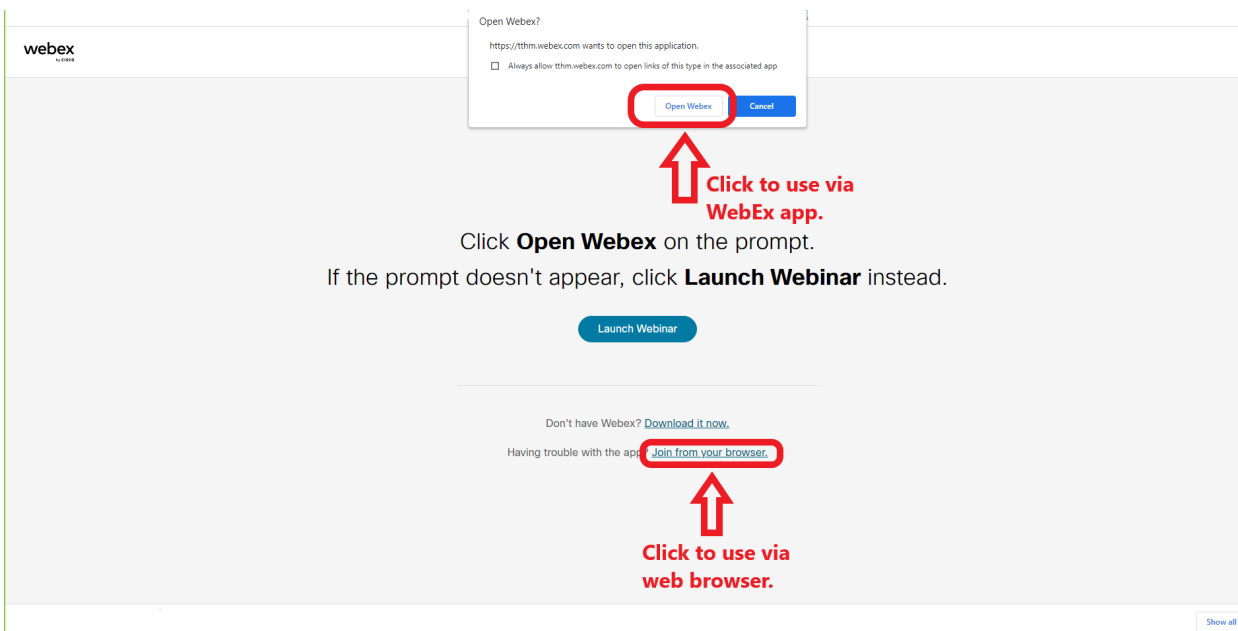 Open Webex?
https://tthm.webex.com wants to open this application.
Always allow tthm.webex.com to open links of this type in the associated app
Open Webex
Cancel
webex
by CISCO
Click to use via
WebEx app.
Click Open Webex on the prompt.
If the prompt doesn't appear, click Launch Webinar instead.
Launch Webinar
Don't have Webex? Download it now.
Having trouble with the app? Join from your browser.
Click to use via
web browser.
Show all